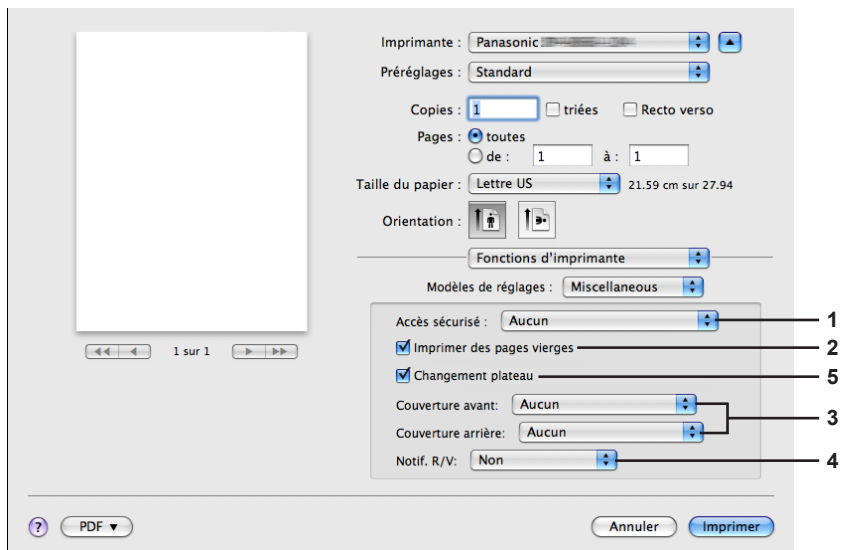 Imprimante : Panasonic
Préréglages : Standard
Copies : 1 triées Recto verso
Pages : toutes
de : 1 à : 1
Taille du papier : Lettre US 21.59 cm sur 27.94
Orientation :
Fonctions d'imprimante
Modèles de réglages : Miscellaneous
Accès sécurisé : Aucun 1
1 sur 1
Imprimer des pages vierges 2
Changement plateau 5
Couverture avant: Aucun
3
Couverture arrière: Aucun
Notif. R/V: Non 4
? PDF ▼ Annuler Imprimer